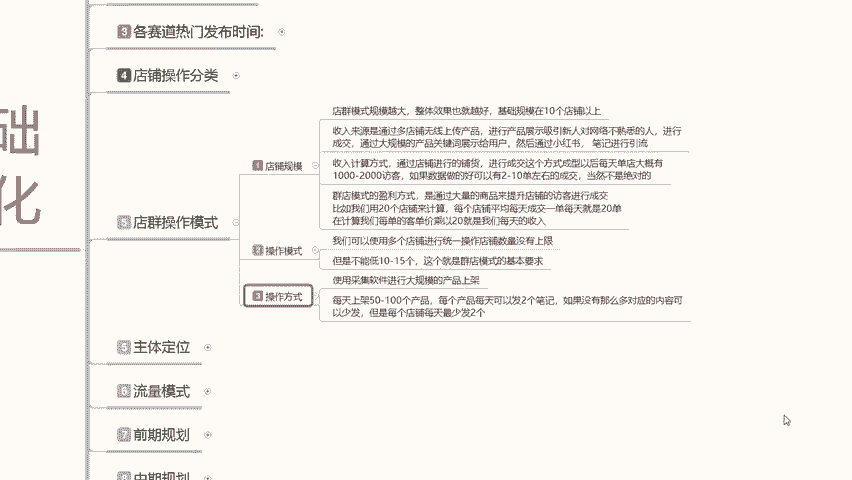 础
化
3 各赛道热门发布时间:
4 店铺操作分类
5 店群操作模式
1 店铺规模
店群模式规模越大，整体效果也就越好，基础规模在10个店铺以上
收入来源是通过多店铺无线上传产品，进行产品展示吸引新人对网络不熟悉的人，进行
成交，通过大规模的产品关键词展示给用户，然后通过小红书， 笔记进行引流
收入计算方式，通过店铺进行的铺货，进行成交这个方式成型以后每天单店大概有
1000-2000访客，如果数据做的好可以有2-10单左右的成交，当然不是绝对的
群店模式的盈利方式，是通过大量的商品来提升店铺的访客进行成交
比如我们用20个店铺来计算，每个店铺平均每天成交一单每天就是20单
在计算我们每单的客单价乘以20就是我们每天的收入
2 操作模式
我们可以使用多个店铺进行统一操作店铺数量没有上限
但是不能低10-15个，这个就是群店模式的基本要求
3 操作方式
使用采集软件进行大规模的产品上架
每天上架50-100个产品，每个产品每天可以发2个笔记，如果没有那么多对应的内容可
以少发，但是每个店铺每天最少发2个
主体定位
6 流量模式
7 前期规划
中期规划